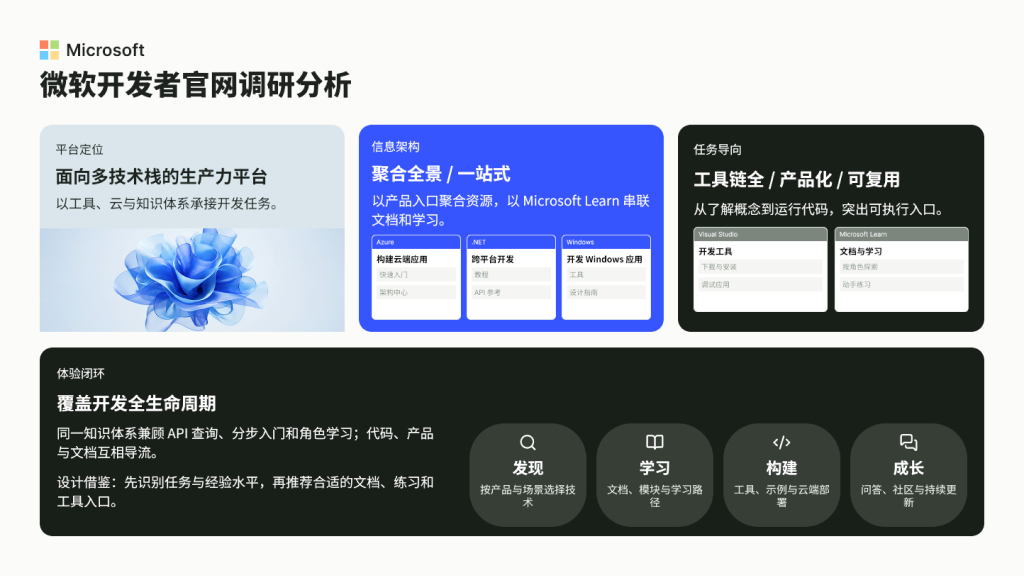 Microsoft
微软开发者官网调研分析
平台定位
面向多技术栈的生产力平台
以工具、云与知识体系承接开发任务。
信息架构
聚合全景 / 一站式
以产品入口聚合资源，以 Microsoft Learn 串联
文档和学习。
Azure
构建云端应用
快速入门
架构中心
.NET
跨平台开发
教程
API 参考
Windows
开发 Windows 应用
工具
设计指南
任务导向
工具链全 / 产品化 / 可复用
从了解概念到运行代码，突出可执行入口。
Visual Studio
开发工具
下载与安装
调试应用
Microsoft Learn
文档与学习
按角色探索
动手练习
体验闭环
覆盖开发全生命周期
同一知识体系兼顾 API 查询、分步入门和角色学习；代码、产品
与文档互相导流。
设计借鉴：先识别任务与经验水平，再推荐合适的文档、练习和
工具入口。
发现
按产品与场景选择技
术
学习
文档、模块与学习路
径
构建
工具、示例与云端部
署
成长
问答、社区与持续更
新